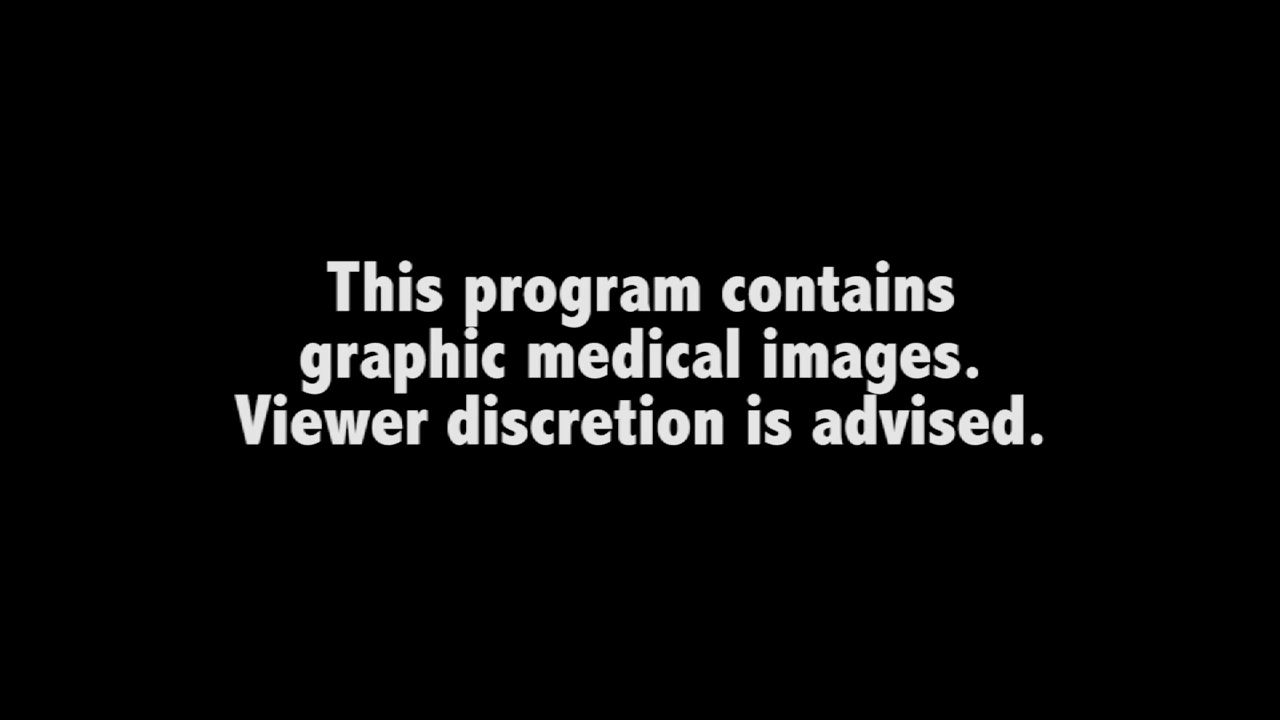 This program contains
graphic medical images.
Viewer discretion is advised.